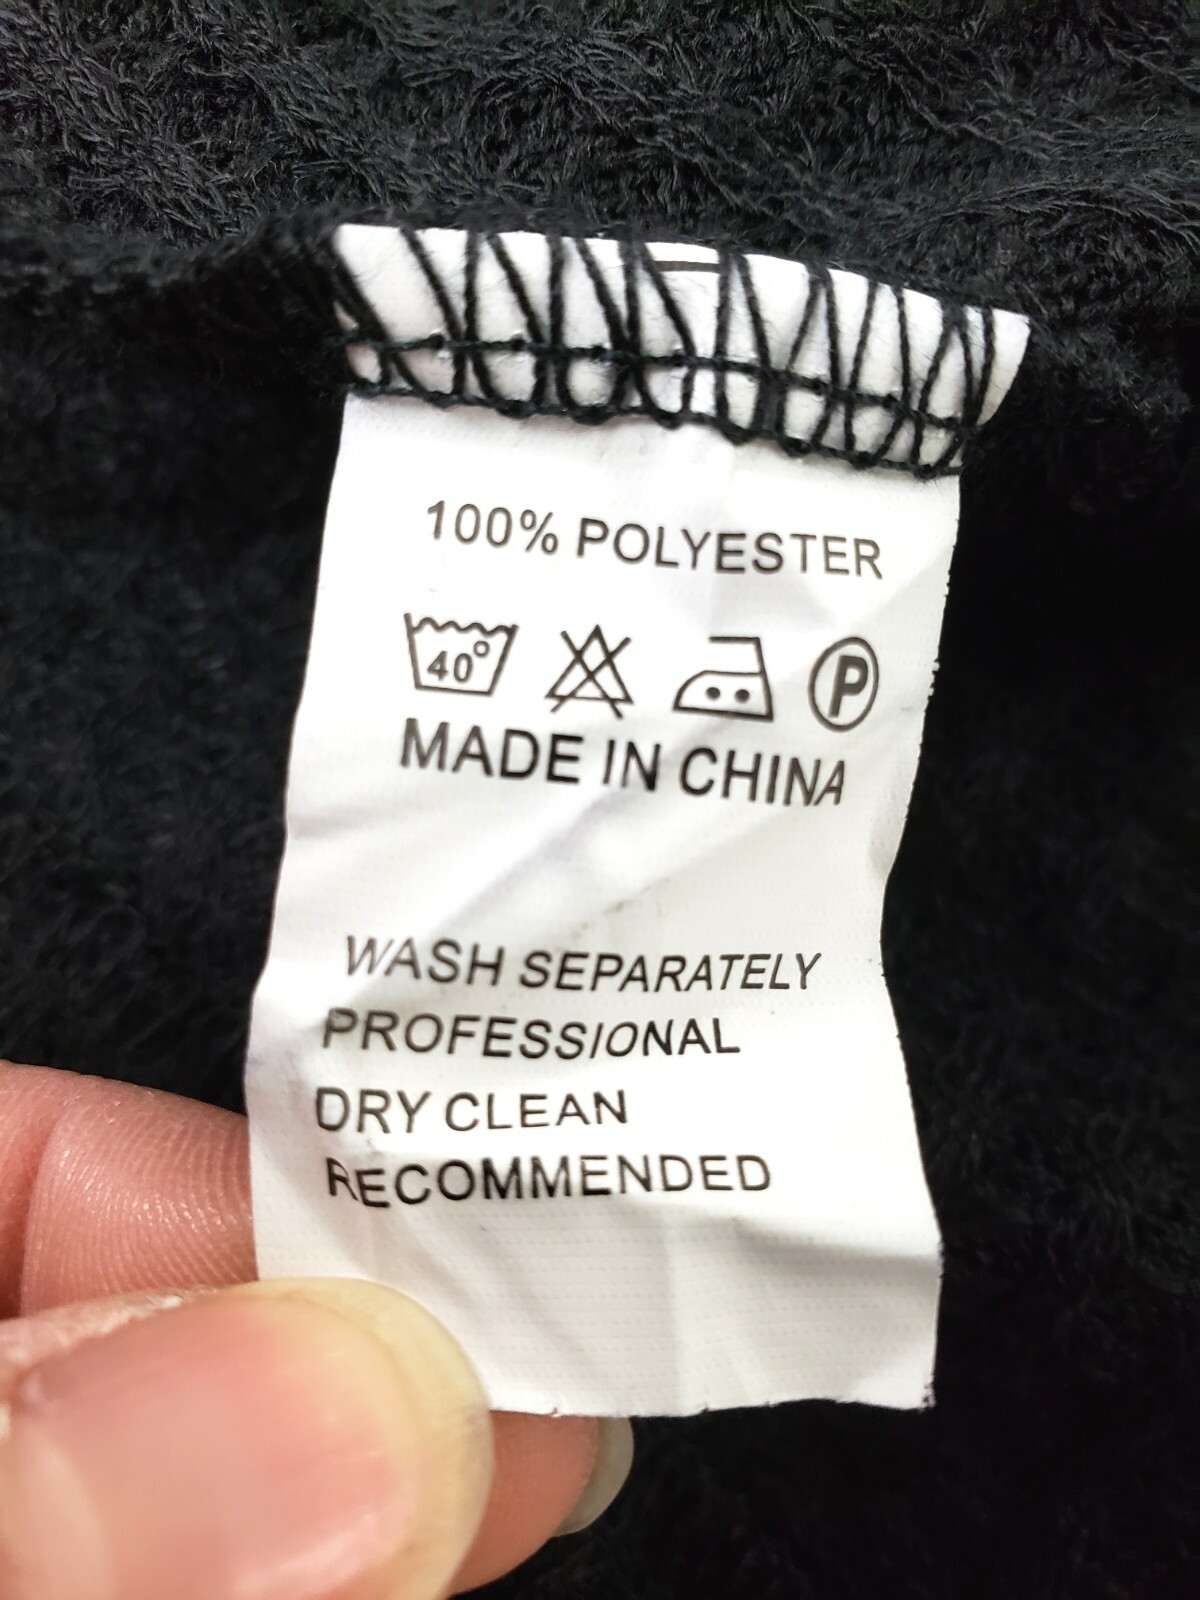 100% POLYESTER
40°
P
MADE IN CHINA
WASH SEPARATELY
PROFESSIONAL
DRY CLEAN
RECOMMENDED